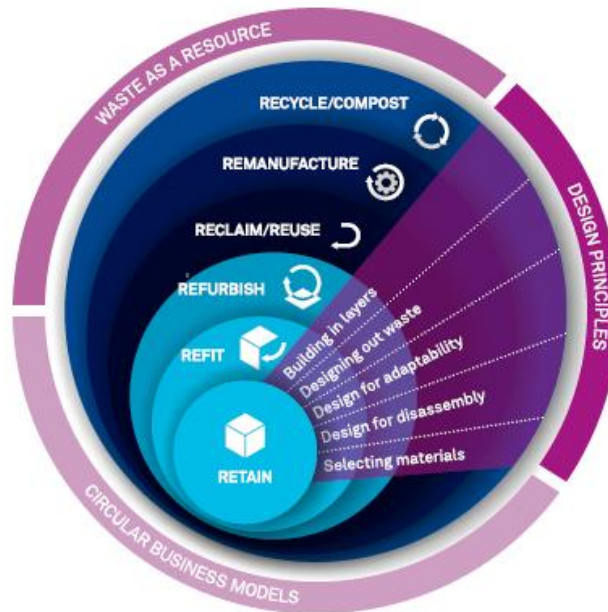 WASTE AS A RESOURCE
RECYCLE/COMPOST
REMANUFACTURE
RECLAIM/REUSE
REFURBISH
REFIT
RETAIN
Building in layers
Designing out waste
Design for adaptability
Design for disassembly
Selecting materials
DESIGN PRINCIPLES
CIRCULAR BUSINESS MODELS